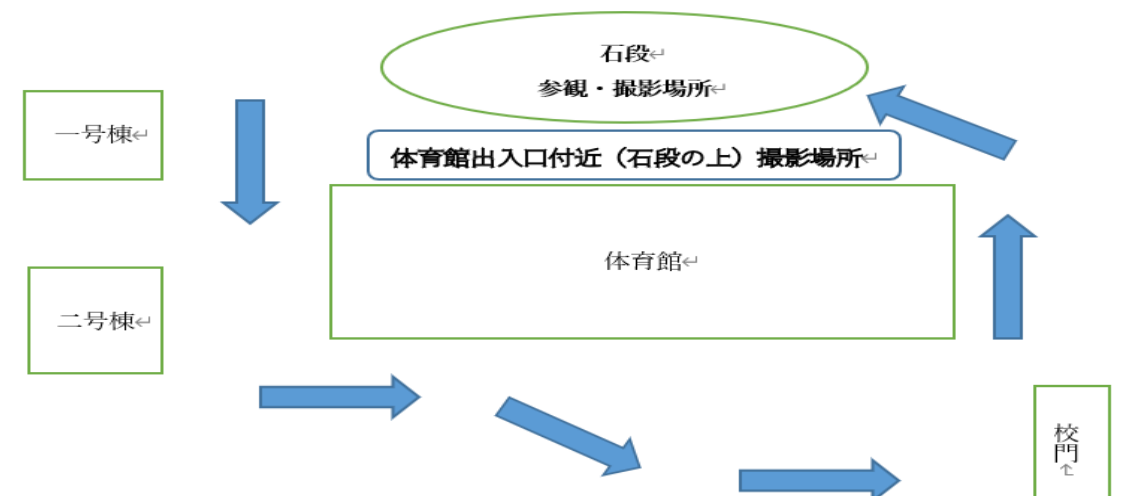 石段
参観・撮影場所
一号棟
体育館出入口付近（石段の上）撮影場所
体育館
二号棟
校門